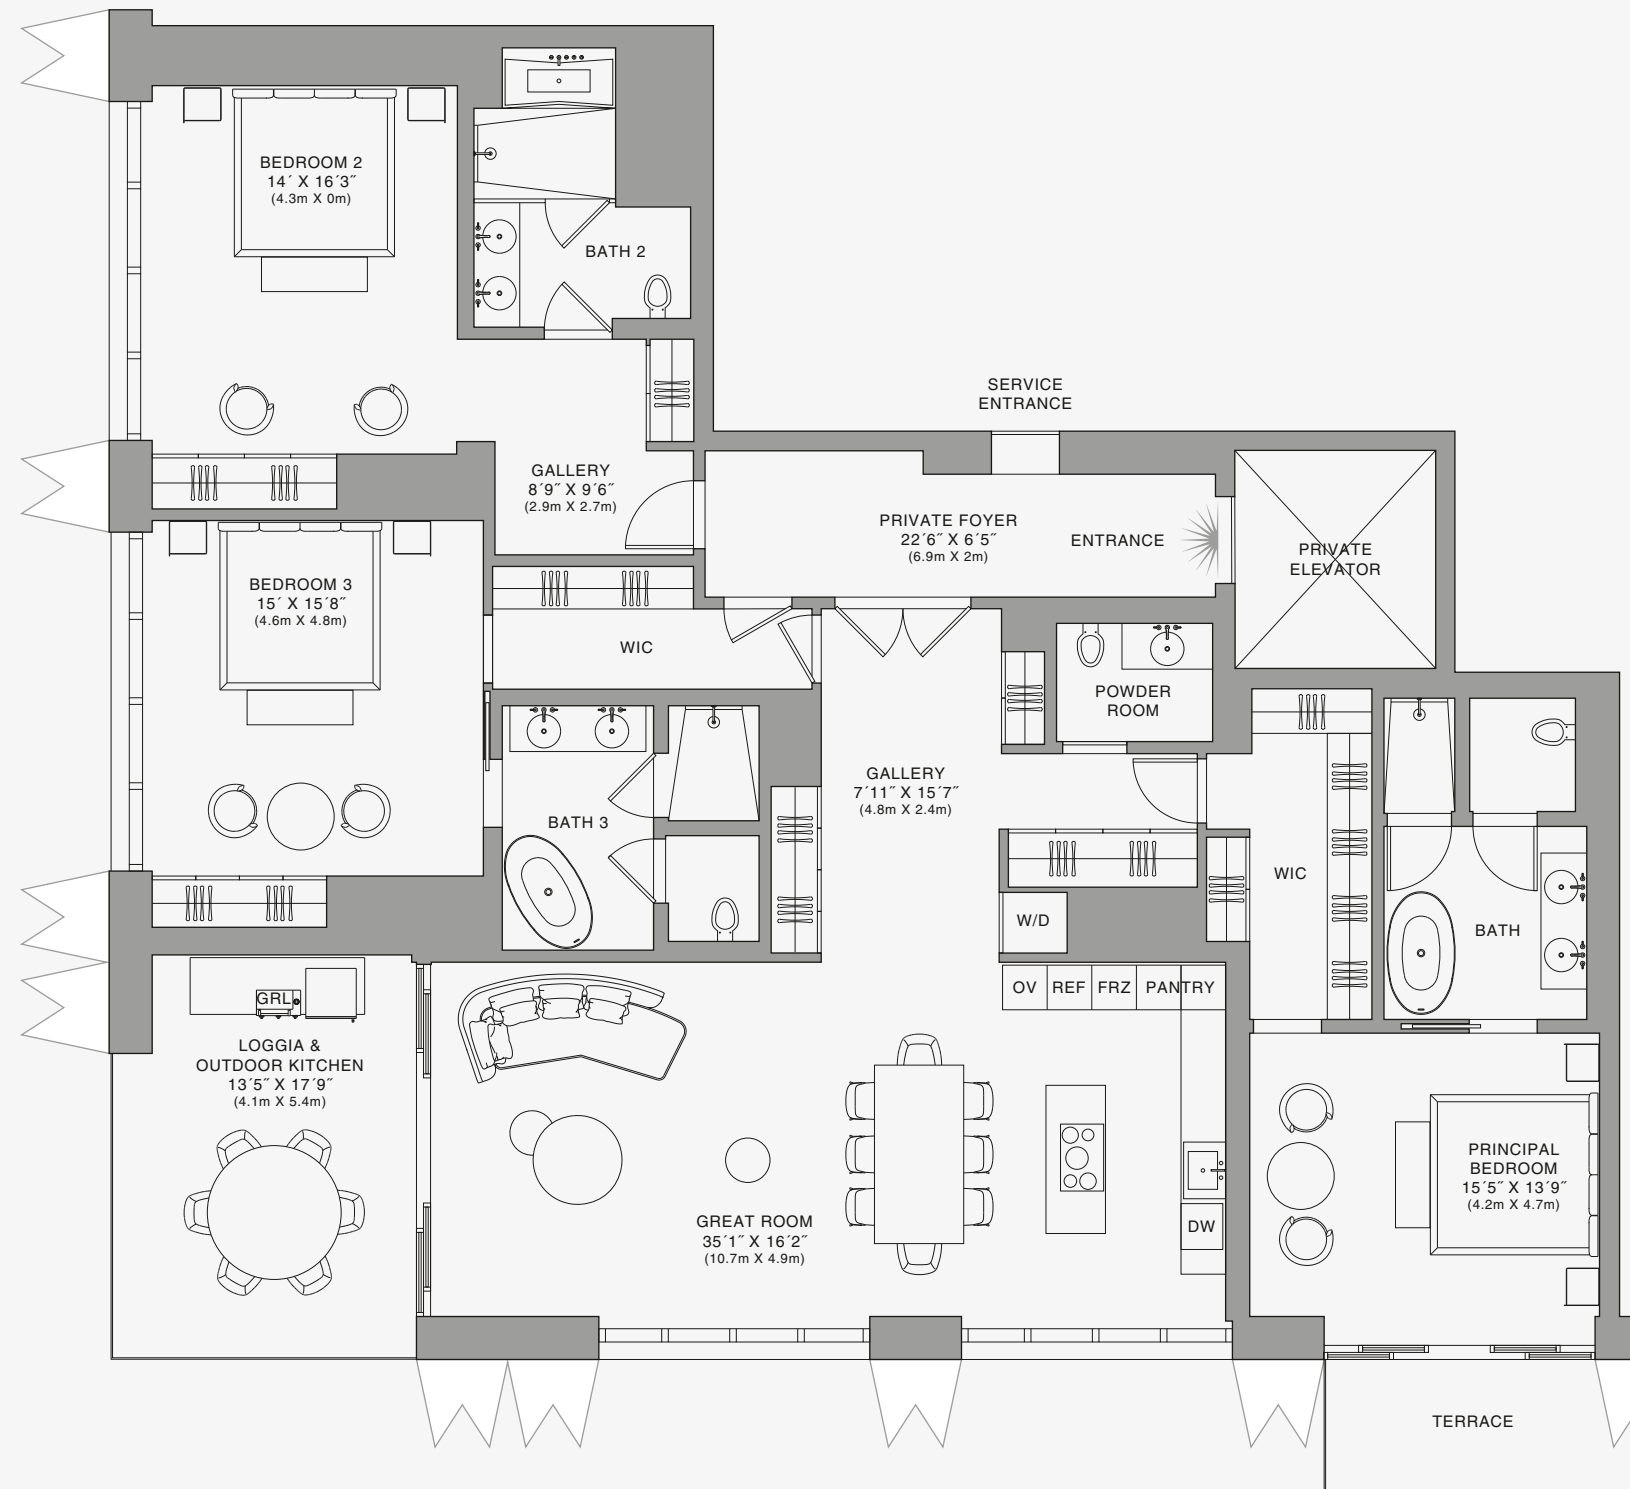 BEDROOM 2
14´ X 16´3˝
(4.3m X 0m)
BATH 2
SERVICE
ENTRANCE
GALLERY
8´9˝ X 9´6˝
(2.9m X 2.7m)
PRIVATE FOYER
22´6˝ X 6´5˝
(6.9m X 2m)
ENTRANCE
PRIVATE
ELEVATOR
BEDROOM 3
15´ X 15´8˝
(4.6m X 4.8m)
WIC
POWDER
ROOM
GALLERY
7´11˝ X 15´7˝
(4.8m X 2.4m)
BATH 3
WIC
W/D
BATH
OV
REF
FRZ
PANTRY
GRL
LOGGIA &
OUTDOOR KITCHEN
13´5˝ X 17´9˝
(4.1m X 5.4m)
PRINCIPAL
BEDROOM
15´5˝ X 13´9˝
(4.2m X 4.7m)
GREAT ROOM
35´1˝ X 16´2˝
(10.7m X 4.9m)
DW
TERRACE